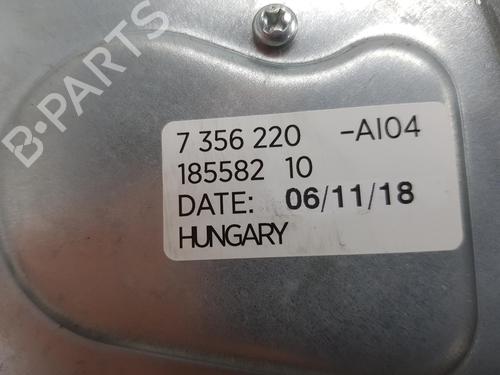 B-PARTS
7 356 220 -AI04
185582 10
DATE: 06/11/18
HUNGARY